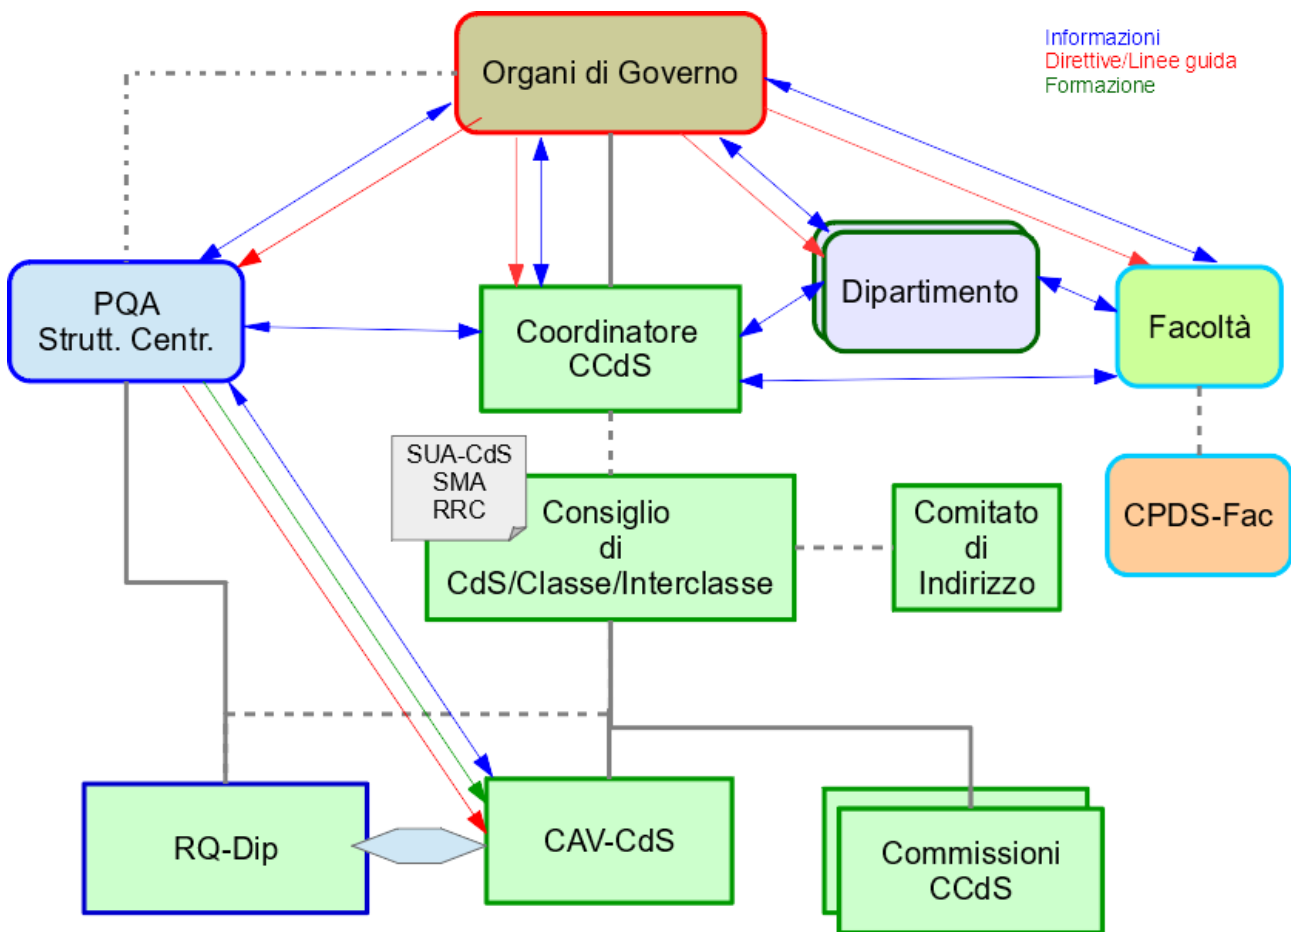 Organi di Governo
Informazioni
Direttive/Linee guida
Formazione
PQA
Strutt. Centr.
Coordinatore
CCdS
Dipartimento
Facoltà
SUA-CdS
SMA
RRC
Consiglio
di
CdS/Classe/Interclasse
Comitato
di
Indirizzo
CPDS-Fac
RQ-Dip
CAV-CdS
Commissioni
CCdS